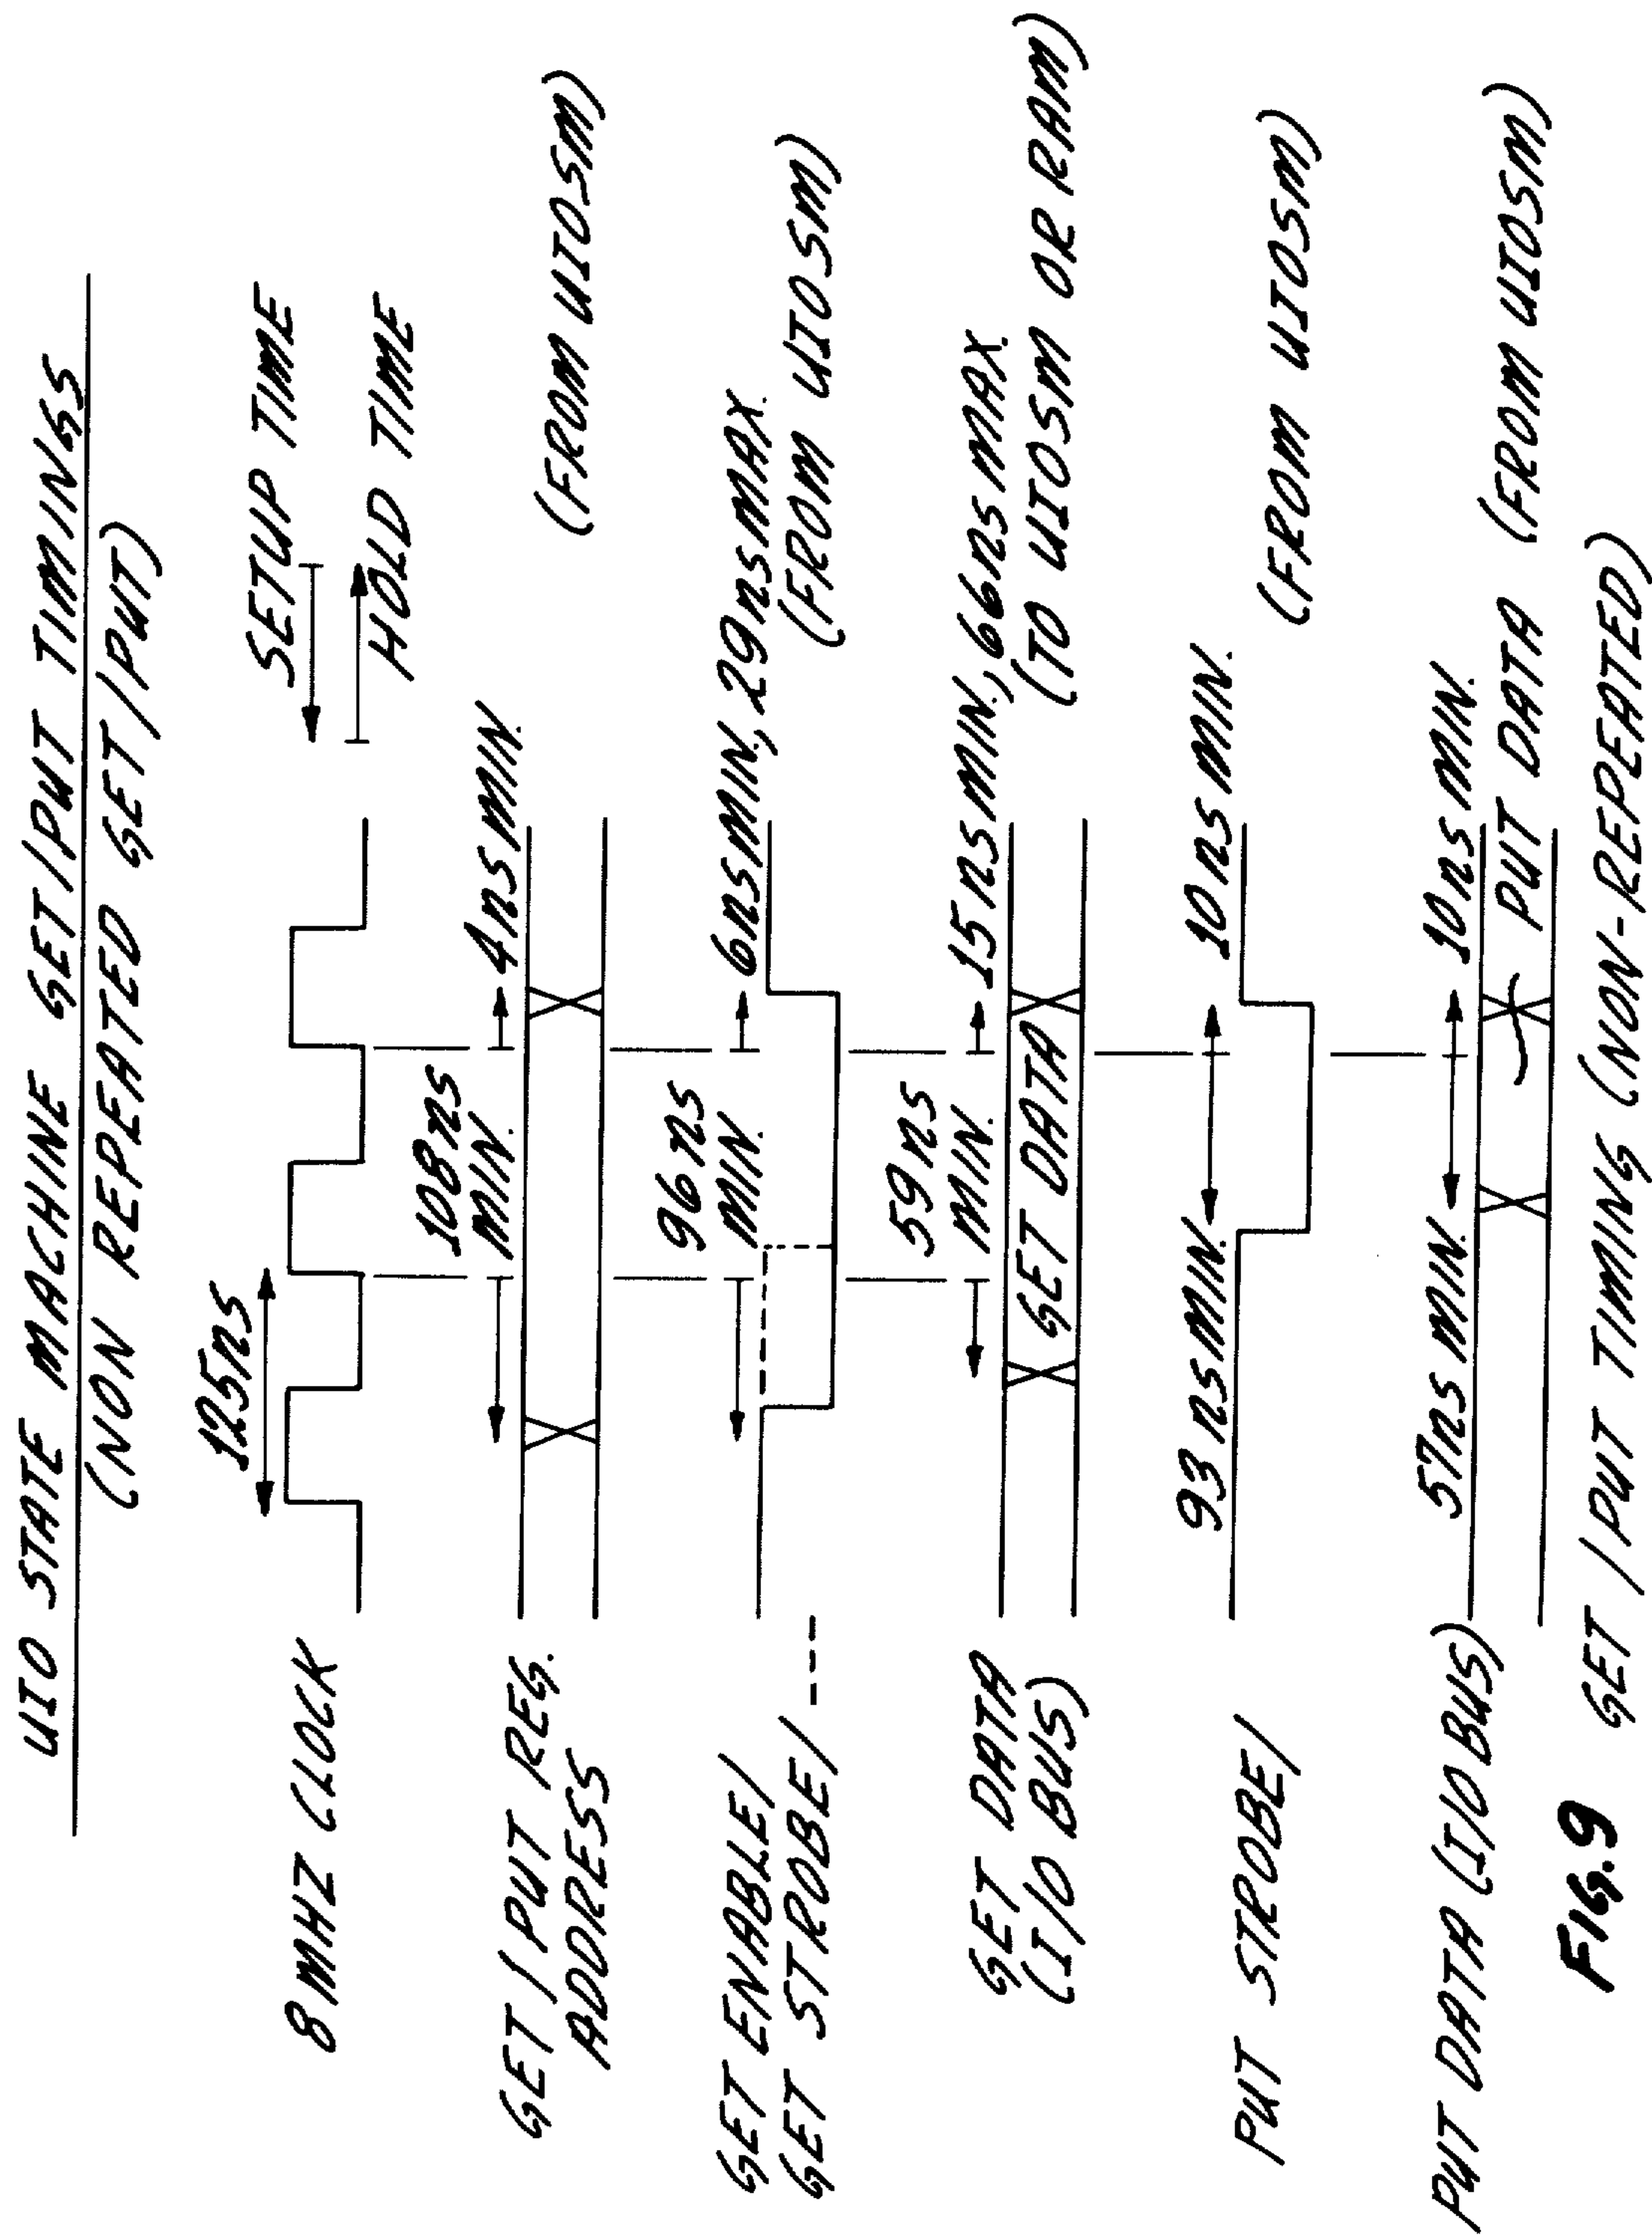 UIO STATE MACHINE GET/PUT TIMINGS
(NON REPEATED GET/PUT)
SETUP TIME
HOLD TIME
125ns
8 MHZ CLOCK
108ns
MIN.
4ns MIN.
(FROM UIOSM)
GET/PUT REG.
ADDRESS
96ns
MIN.
6ns MIN., 29ns MAX.
(FROM UIOSM)
GET ENABLE/
GET STROBE/ ---
59ns
MIN.
15ns MIN., 66ns MAX.
(TO UIOSM OR RAM)
GET DATA
(I/O BUS)
GET DATA
93ns MIN.
10ns MIN.
(FROM UIOSM)
PUT STROBE/
57ns MIN.
10ns MIN.
PUT DATA (I/O BUS)
PUT DATA
(FROM UIOSM)
FIG.9
GET/PUT TIMING (NON-REPEATED)